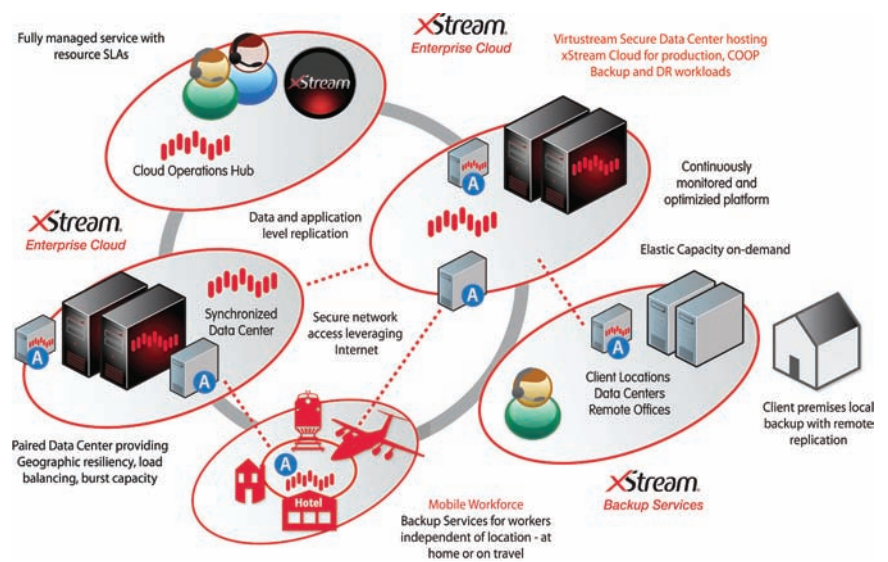 Fully managed service with
resource SLAs
xStream
Cloud Operations Hub
xStream
Enterprise Cloud
Virtustream Secure Data Center hosting
xStream Cloud for production, COOP
Backup and DR workloads
A
A
Continuously
monitored and
optimizied platform
Data and application
level replication
xStream
Enterprise Cloud
Synchronized
Data Center
A
A
Paired Data Center providing
Geographic resiliency, load
balancing, burst capacity
Secure network
access leveraging
Internet
Elastic Capacity on-demand
A
Client Locations
Data Centers
Remote Offices
Client premises local
backup with remotes
replication
xStream
Backup Services
A
Hotel
Mobile Workforce
Backup Services for workers
independent of location - at
home or on travel